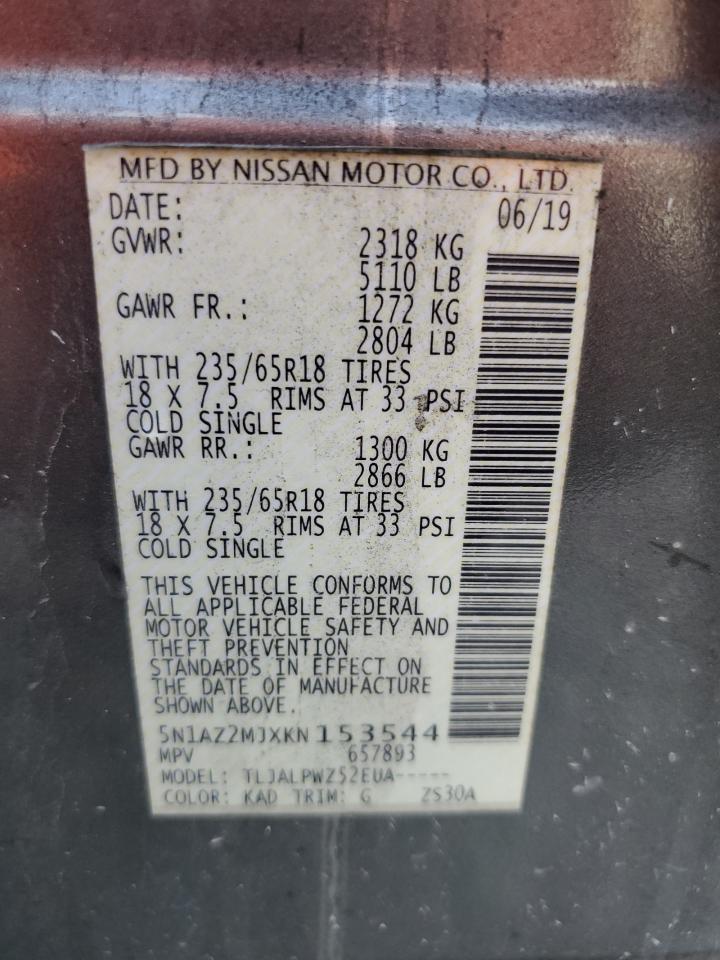 MFD BY NISSAN MOTOR CO., LTD.
DATE: 06/19
GVWR: 2318 KG
5110 LB
GAWR FR.: 1272 KG
2804 LB
WITH 235/65R18 TIRES
18 X 7.5 RIMS AT 33 PSI
COLD SINGLE
GAWR RR.: 1300 KG
2866 LB
WITH 235/65R18 TIRES
18 X 7.5 RIMS AT 33 PSI
COLD SINGLE
THIS VEHICLE CONFORMS TO
ALL APPLICABLE FEDERAL
MOTOR VEHICLE SAFETY AND
THEFT PREVENTION
STANDARDS IN EFFECT ON
THE DATE OF MANUFACTURE
SHOWN ABOVE.
5N1AZ2MJXKN153544
MPV 657893
MODEL: TLJALPWZ52EUA-----
COLOR: KAD TRIM: G ZS30A